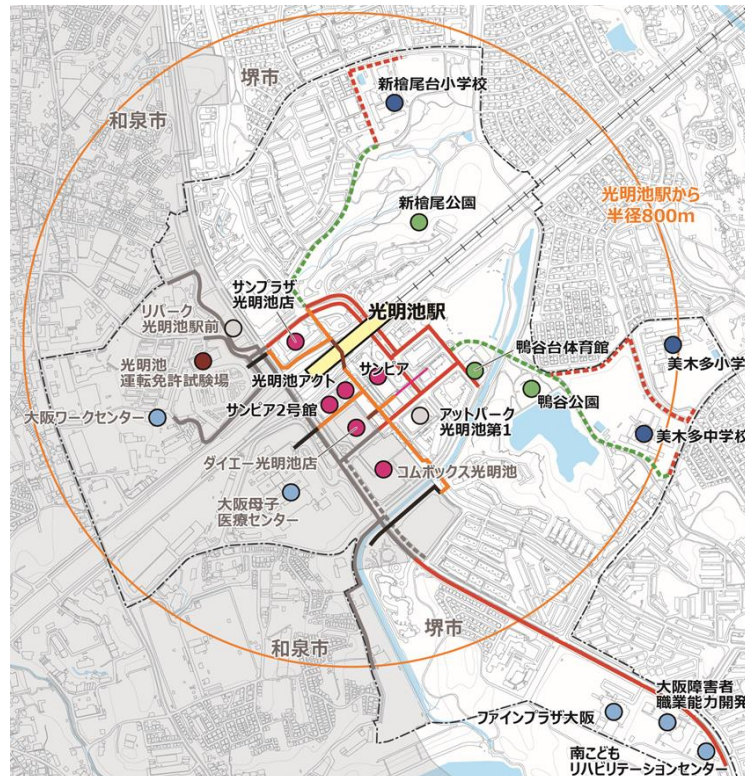 堺市
新檜尾台小学校
和泉市
光明池駅から
半径800m
新檜尾公園
サンプラザ
光明池店
光明池駅
リパーク
光明池駅前
鴨谷台体育館
美木多小学
光明池
運転免許試験場
光明池アクト
サンピア
鴨谷公園
サンピア2号館
大阪ワークセンター
アットパーク
光明池第1
美木多中学校
ダイエー光明池店
コムボックス光明池
大阪母子
医療センター
和泉市
堺市
大阪障害者
職業能力開発
ファインプラザ大阪
南こども
リハビリテーションセンター